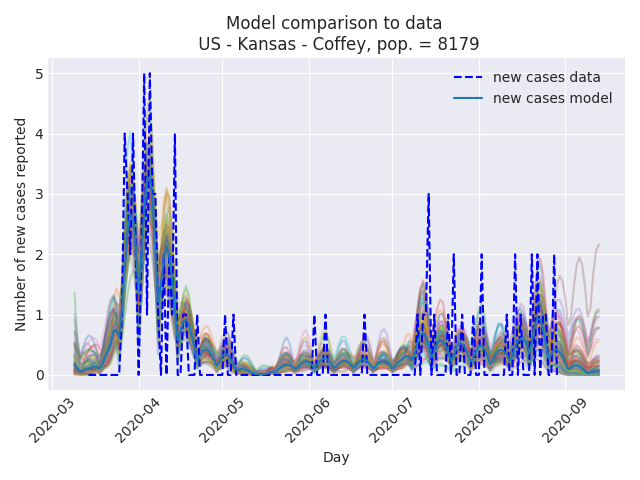 Model comparison to data
US - Kansas - Coffey, pop. = 8179
new cases data
new cases model
Number of new cases reported
5
4
3
2
1
0
2020-03
2020-04
2020-05
2020-06
2020-07
2020-08
2020-09
Day